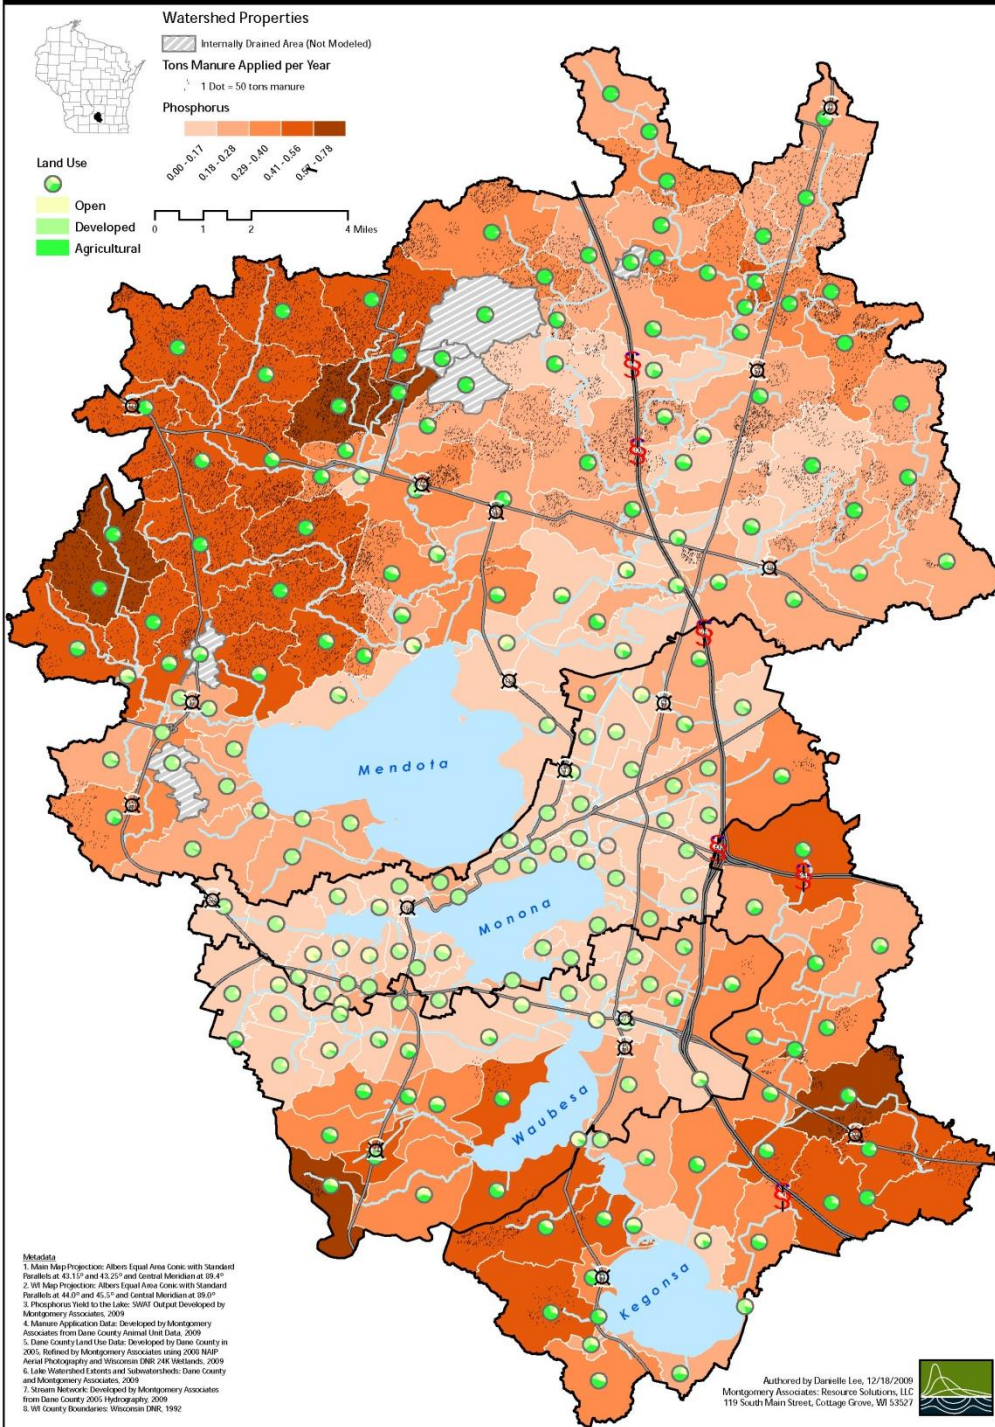 Watershed Properties
Internally Drained Area (Not Modeled)
Tons Manure Applied per Year
1 Dot = 50 tons manure
Phosphorus
0.00 - 0.17
0.18 - 0.28
0.29 - 0.40
0.41 - 0.56
- 0.78
Land Use
Open
Developed
Agricultural
0 1 2 4 Miles
Mendota
Monona
Waubesa
Kegonsa
Metadata
1. Main Map Projection: Albers Equal Area Conic with Standard
Parallels at 43.15° and 43.25° and Central Meridian at 89.4°
2. WI Map Projection: Albers Equal Area Conic with Standard
Parallels at 44.0° and 45.5° and Central Meridian at 89.0°
3. Phosphorus Yield to the Lake: SWAT Output Developed by
Montgomery Associates, 2009
4. Manure Application Data: Developed by Montgomery
Associates from Dane County Animal Unit Data, 2009
5. Dane County Land Use Data: Developed by Dane County in
2005, Refined by Montgomery Associates using 2008 NAIP
Aerial Photography and Wisconsin DNR 24K Wetlands, 2009
6. Lake Watershed Extents and Subwatersheds: Dane County
and Montgomery Associates, 2009
7. Stream Network: Developed by Montgomery Associates
from Dane County 2005 Hydrography, 2009
8. WI County Boundaries: Wisconsin DNR, 1992
Authored by Danielle Lee, 12/18/2009
Montgomery Associates: Resource Solutions, LLC
119 South Main Street, Cottage Grove, WI 53527